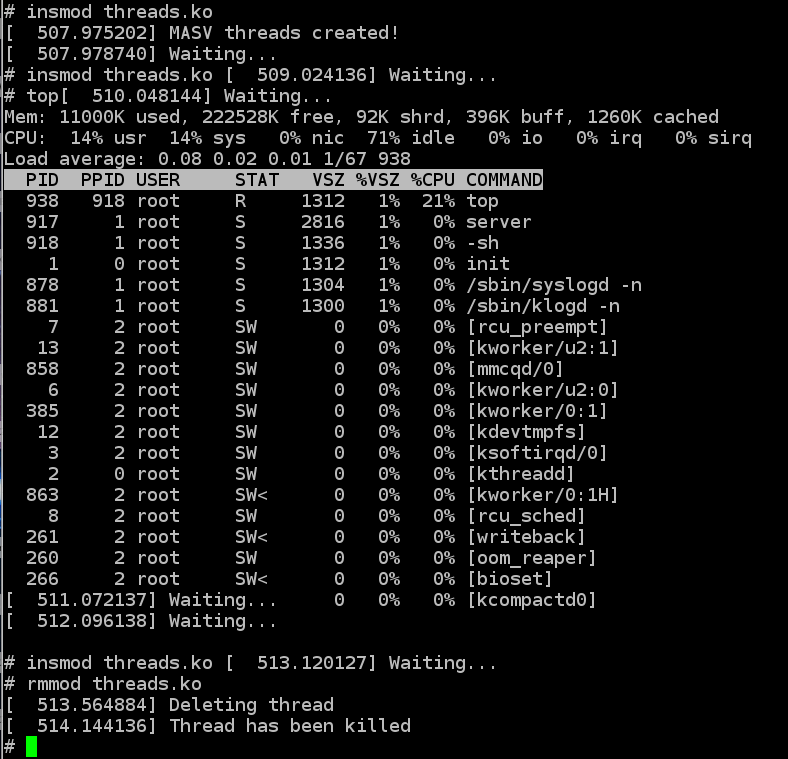 # insmod threads.ko
[  507.975202] MASV threads created!
[  507.978740] Waiting...
# insmod threads.ko [  509.024136] Waiting...
# top[  510.048144] Waiting...
Mem: 11000K used, 222528K free, 92K shrd, 396K buff, 1260K cached
CPU:  14% usr  14% sys   0% nic  71% idle   0% io   0% irq   0% sirq
Load average: 0.08 0.02 0.01 1/67 938
  PID  PPID USER     STAT   VSZ %VSZ %CPU COMMAND
  938   918 root     R     1312   1%  21% top
  917     1 root     S     2816   1%   0% server
  918     1 root     S     1336   1%   0% -sh
    1     0 root     S     1312   1%   0% init
  878     1 root     S     1304   1%   0% /sbin/syslogd -n
  881     1 root     S     1300   1%   0% /sbin/klogd -n
    7     2 root     SW       0   0%   0% [rcu_preempt]
   13     2 root     SW       0   0%   0% [kworker/u2:1]
  858     2 root     SW       0   0%   0% [mmcqd/0]
    6     2 root     SW       0   0%   0% [kworker/u2:0]
  385     2 root     SW       0   0%   0% [kworker/0:1]
   12     2 root     SW       0   0%   0% [kdevtmpfs]
    3     2 root     SW       0   0%   0% [ksoftirqd/0]
    2     0 root     SW       0   0%   0% [kthreadd]
  863     2 root     SW<      0   0%   0% [kworker/0:1H]
    8     2 root     SW       0   0%   0% [rcu_sched]
  261     2 root     SW<      0   0%   0% [writeback]
  260     2 root     SW       0   0%   0% [oom_reaper]
  266     2 root     SW<      0   0%   0% [bioset]
[  511.072137] Waiting...     0   0%   0% [kcompactd0]
[  512.096138] Waiting...
# insmod threads.ko [  513.120127] Waiting...
# rmmod threads.ko
[  513.564884] Deleting thread
[  514.144136] Thread has been killed
#